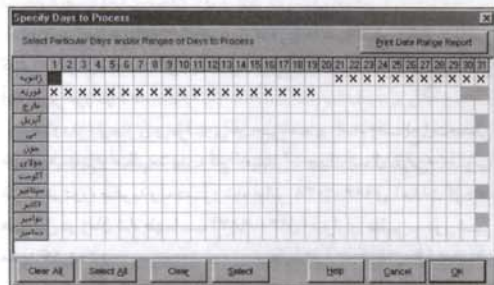 Specify Days to Process
Select Particular Days and/or Ranges of Days to Process
Print Date Range Report
1 2 3 4 5 6 7 8 9 10 11 12 13 14 15 16 17 18 19 20 21 22 23 24 25 26 27 28 29 30 31
ژانویه X X X X X X X X X X X
فوریه X X X X X X X X X X X X X X X X X X X
مارچ
آپریل
می
جون
جولای
آگوست
سپتامبر
اکتبر
نوامبر
دسامبر
Clear All Select All Clear Select Help Cancel OK